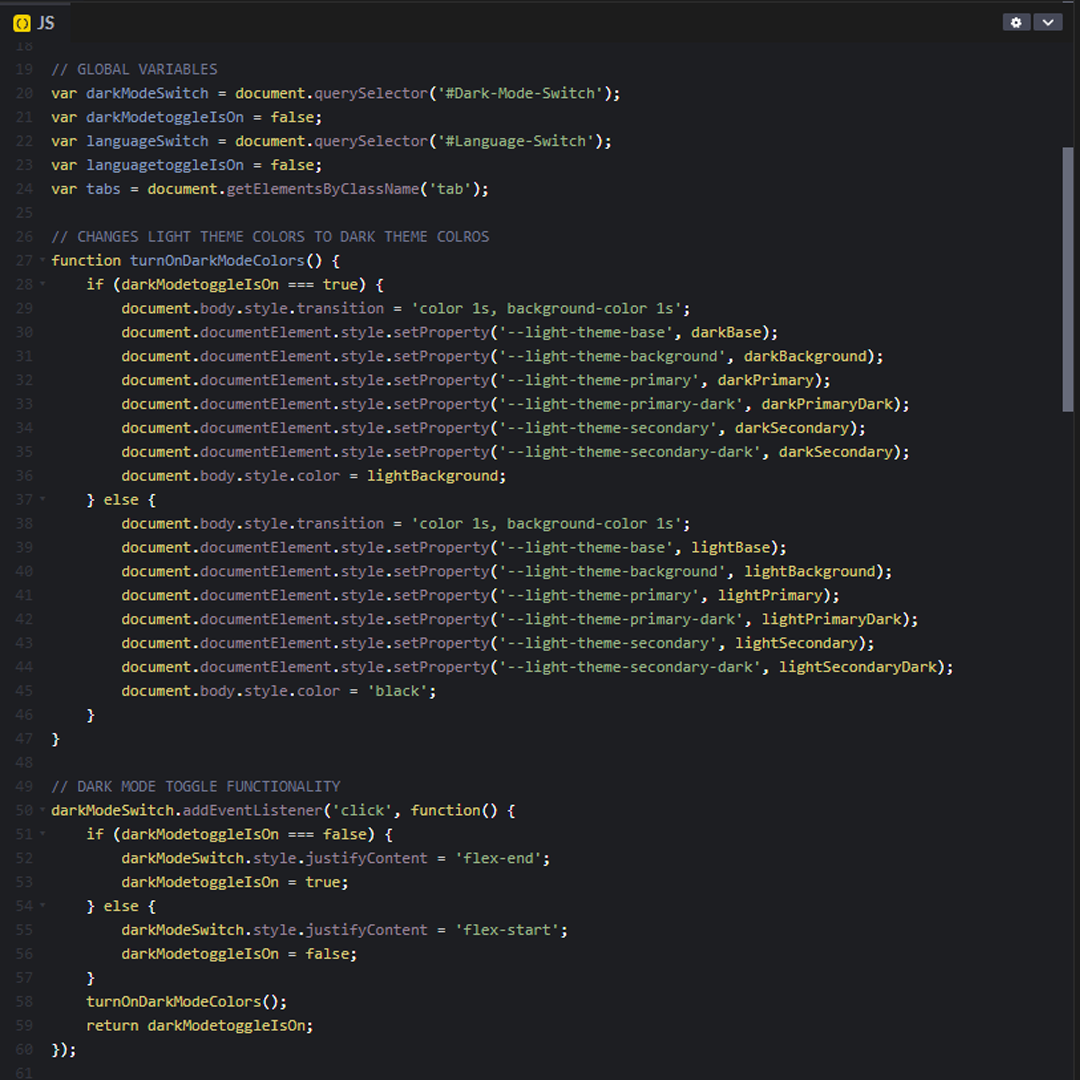 JS
18
19 // GLOBAL VARIABLES
20 var darkModeSwitch = document.querySelector('#Dark-Mode-Switch');
21 var darkModetoggleIsOn = false;
22 var languageSwitch = document.querySelector('#Language-Switch');
23 var languagetoggleIsOn = false;
24 var tabs = document.getElementsByClassName('tab');
25
26 // CHANGES LIGHT THEME COLORS TO DARK THEME COLROS
27 function turnOnDarkModeColors() {
28     if (darkModetoggleIsOn === true) {
29         document.body.style.transition = 'color 1s, background-color 1s';
30         document.documentElement.style.setProperty('--light-theme-base', darkBase);
31         document.documentElement.style.setProperty('--light-theme-background', darkBackground);
32         document.documentElement.style.setProperty('--light-theme-primary', darkPrimary);
33         document.documentElement.style.setProperty('--light-theme-primary-dark', darkPrimaryDark);
34         document.documentElement.style.setProperty('--light-theme-secondary', darkSecondary);
35         document.documentElement.style.setProperty('--light-theme-secondary-dark', darkSecondary);
36         document.body.style.color = lightBackground;
37     } else {
38         document.body.style.transition = 'color 1s, background-color 1s';
39         document.documentElement.style.setProperty('--light-theme-base', lightBase);
40         document.documentElement.style.setProperty('--light-theme-background', lightBackground);
41         document.documentElement.style.setProperty('--light-theme-primary', lightPrimary);
42         document.documentElement.style.setProperty('--light-theme-primary-dark', lightPrimaryDark);
43         document.documentElement.style.setProperty('--light-theme-secondary', lightSecondary);
44         document.documentElement.style.setProperty('--light-theme-secondary-dark', lightSecondaryDark);
45         document.body.style.color = 'black';
46     }
47 }
48
49 // DARK MODE TOGGLE FUNCTIONALITY
50 darkModeSwitch.addEventListener('click', function() {
51     if (darkModetoggleIsOn === false) {
52         darkModeSwitch.style.justifyContent = 'flex-end';
53         darkModetoggleIsOn = true;
54     } else {
55         darkModeSwitch.style.justifyContent = 'flex-start';
56         darkModetoggleIsOn = false;
57     }
58     turnOnDarkModeColors();
59     return darkModetoggleIsOn;
60 });
61